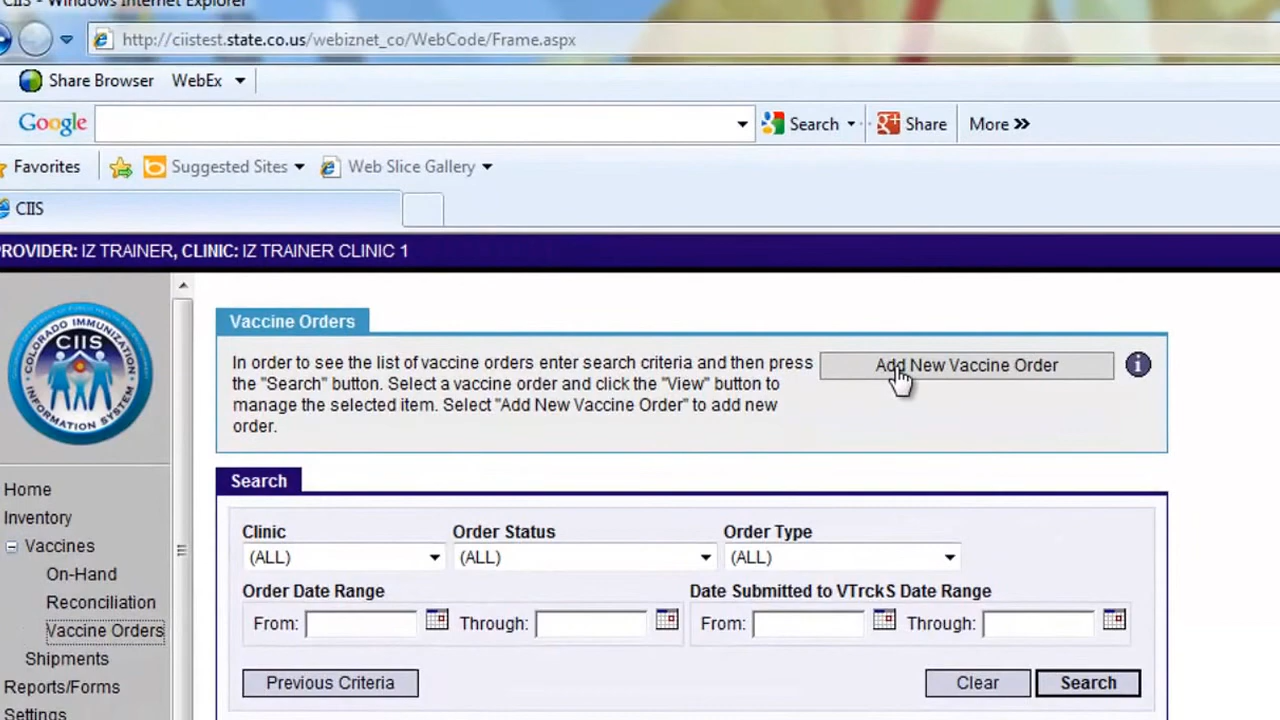 CIIS - Windows Internet Explorer
http://ciistest.state.co.us/webiznet_co/WebCode/Frame.aspx
Share Browser WebEx
Google Search Share More »
Favorites Suggested Sites Web Slice Gallery
CIIS
PROVIDER: IZ TRAINER, CLINIC: IZ TRAINER CLINIC 1
COLORADO IMMUNIZATION
CIIS
INFORMATION SYSTEM
Home
Inventory
Vaccines
On-Hand
Reconciliation
Vaccine Orders
Shipments
Reports/Forms
Settings
Vaccine Orders
In order to see the list of vaccine orders enter search criteria and then press
the "Search" button. Select a vaccine order and click the "View" button to
manage the selected item. Select "Add New Vaccine Order" to add new
order.
Add New Vaccine Order
i
Search
Clinic Order Status Order Type
(ALL) (ALL) (ALL)
Order Date Range Date Submitted to VTrckS Date Range
From: Through: From: Through:
Previous Criteria Clear Search